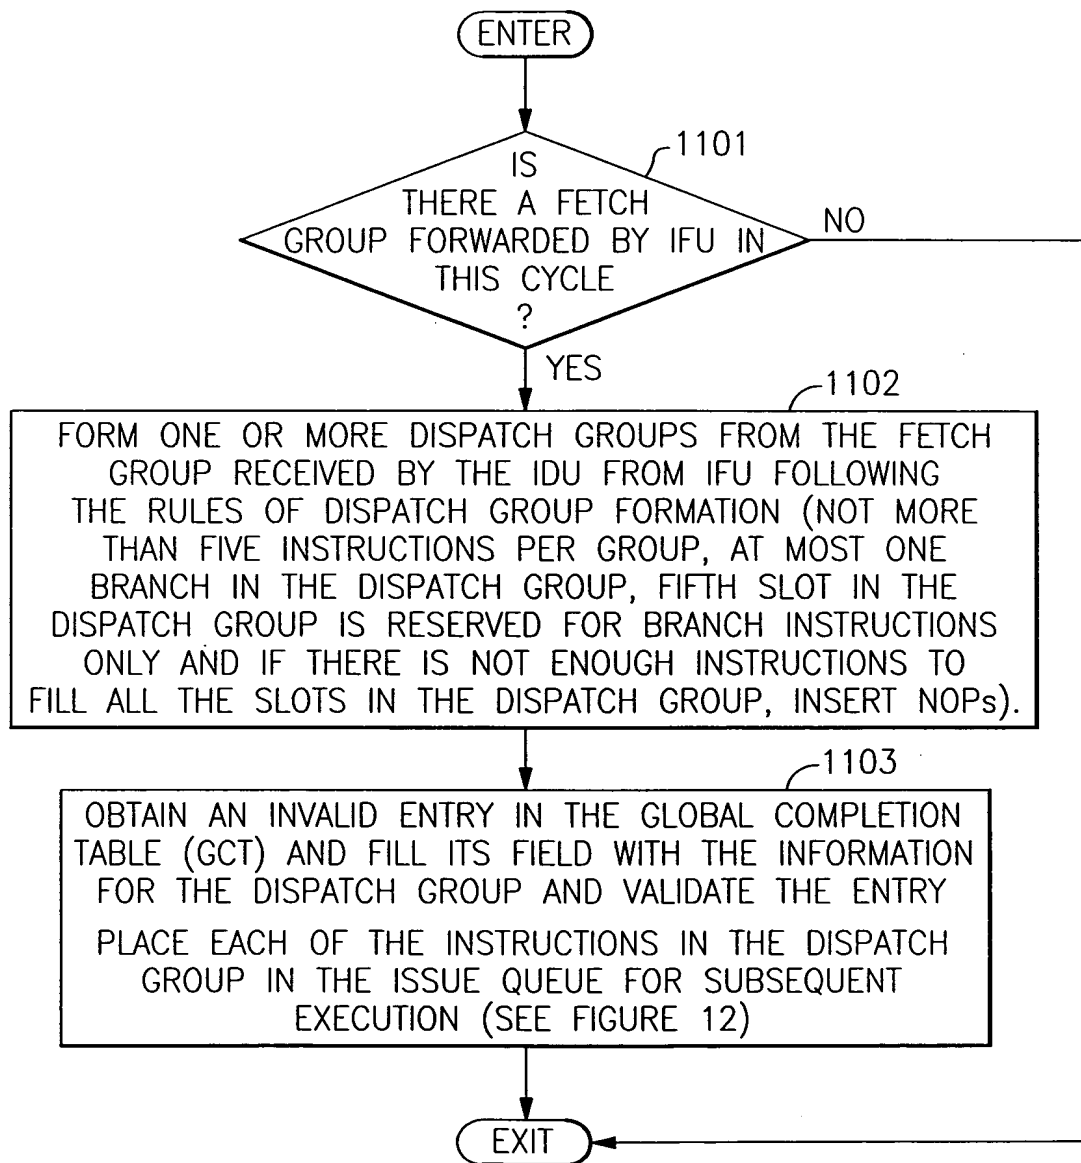 ENTER
1101
IS
THERE A FETCH
GROUP FORWARDED BY IFU IN
THIS CYCLE
?
NO
YES
1102
FORM ONE OR MORE DISPATCH GROUPS FROM THE FETCH
GROUP RECEIVED BY THE IDU FROM IFU FOLLOWING
THE RULES OF DISPATCH GROUP FORMATION (NOT MORE
THAN FIVE INSTRUCTIONS PER GROUP, AT MOST ONE
BRANCH IN THE DISPATCH GROUP, FIFTH SLOT IN THE
DISPATCH GROUP IS RESERVED FOR BRANCH INSTRUCTIONS
ONLY AND IF THERE IS NOT ENOUGH INSTRUCTIONS TO
FILL ALL THE SLOTS IN THE DISPATCH GROUP, INSERT NOPs).
1103
OBTAIN AN INVALID ENTRY IN THE GLOBAL COMPLETION
TABLE (GCT) AND FILL ITS FIELD WITH THE INFORMATION
FOR THE DISPATCH GROUP AND VALIDATE THE ENTRY
PLACE EACH OF THE INSTRUCTIONS IN THE DISPATCH
GROUP IN THE ISSUE QUEUE FOR SUBSEQUENT
EXECUTION (SEE FIGURE 12)
EXIT